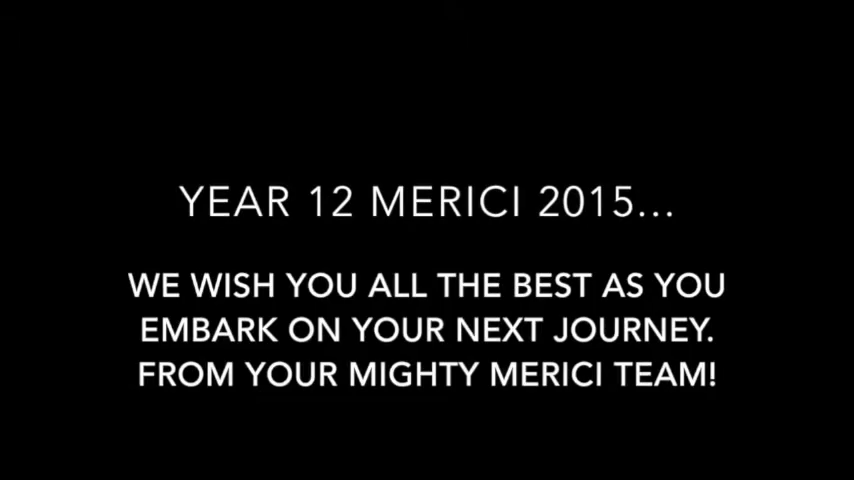 YEAR 12 MERICI 2015...
WE WISH YOU ALL THE BEST AS YOU
EMBARK ON YOUR NEXT JOURNEY.
FROM YOUR MIGHTY MERICI TEAM!